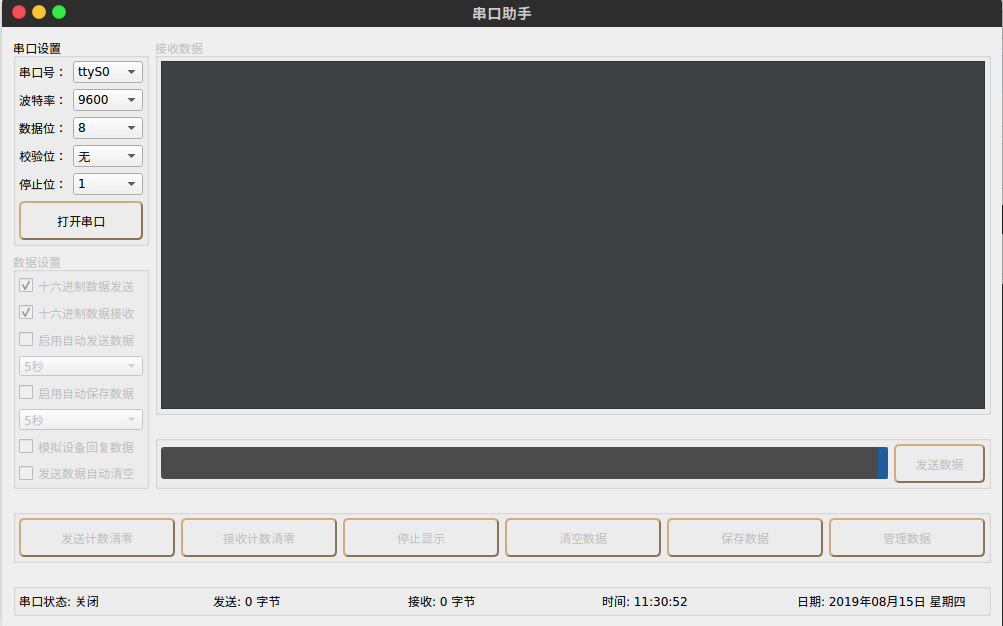 串口助手
串口设置
串口号： ttyS0
波特率： 9600
数据位： 8
校验位： 无
停止位： 1
打开串口
数据设置
十六进制数据发送
十六进制数据接收
启用自动发送数据
5秒
启用自动保存数据
5秒
模拟设备回复数据
发送数据自动清空
接收数据
发送数据
发送计数清零 接收计数清零 停止显示 清空数据 保存数据 管理数据
串口状态: 关闭 发送: 0 字节 接收: 0 字节 时间: 11:30:52 日期: 2019年08月15日 星期四